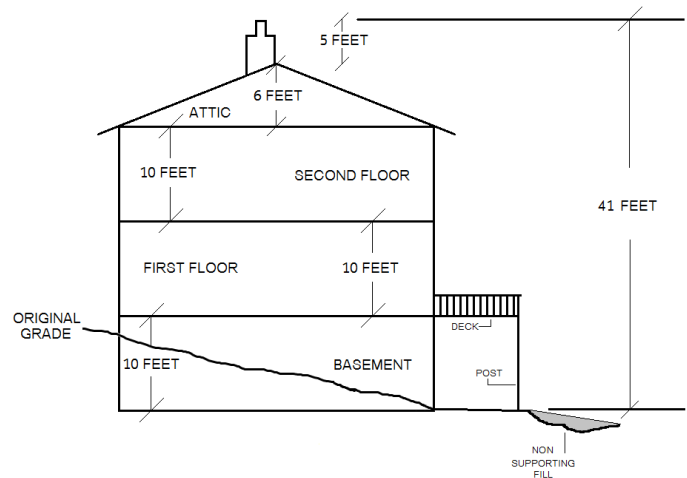 5 FEET
6 FEET
ATTIC
10 FEET
SECOND FLOOR
41 FEET
FIRST FLOOR
10 FEET
ORIGINAL
GRADE
DECK
10 FEET
BASEMENT
POST
NON
SUPPORTING
FILL